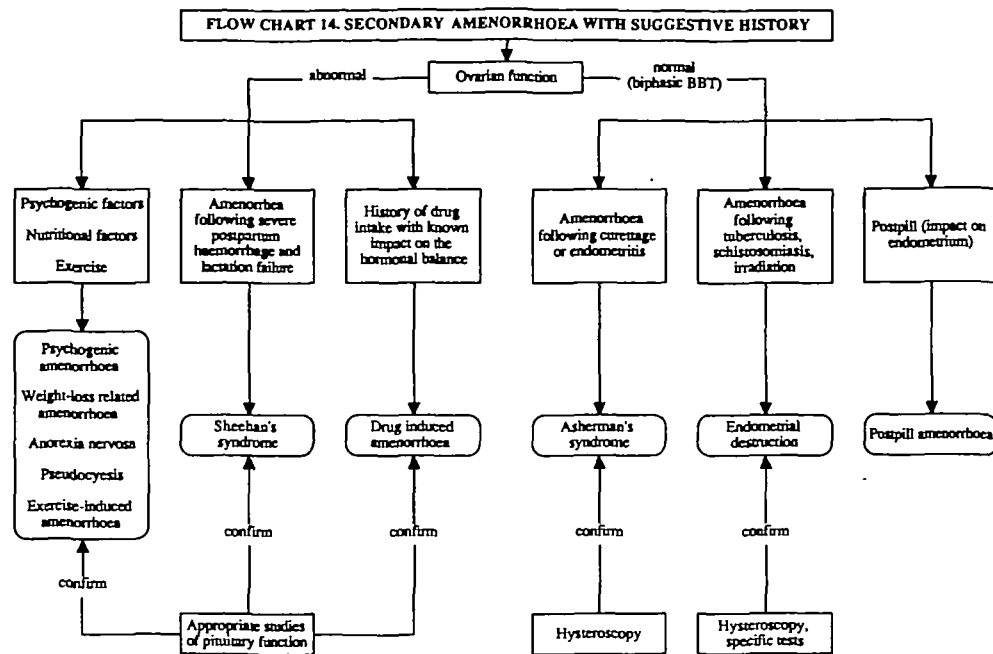 FLOW CHART 14. SECONDARY AMENORRHOEA WITH SUGGESTIVE HISTORY
abnormal
Ovarian function
normal
(biphasic BBT)
Psychogenic factors
Nutritional factors
Exercise
Amenorrhea
following severe
postpartum
haemorrhage and
lactation failure
History of drug
intake with known
impact on the
hormonal balance
Amenorrhoea
following curettage
or endometritis
Amenorrhoea
following
tuberculosis,
schistosomiasis,
irradiation
Postpill (impact on
endometrium)
Psychogenic
amenorrhoea
Weight-loss related
amenorrhoea
Anorexia nervosa
Pseudocyesis
Exercise-induced
amenorrhoea
Sheehan's
syndrome
Drug induced
amenorrhoea
Asherman's
syndrome
Endometrial
destruction
Postpill amenorrhoea
confirm
confirm
confirm
confirm
confirm
Appropriate studies
of pituitary function
Hysteroscopy
Hysteroscopy,
specific tests